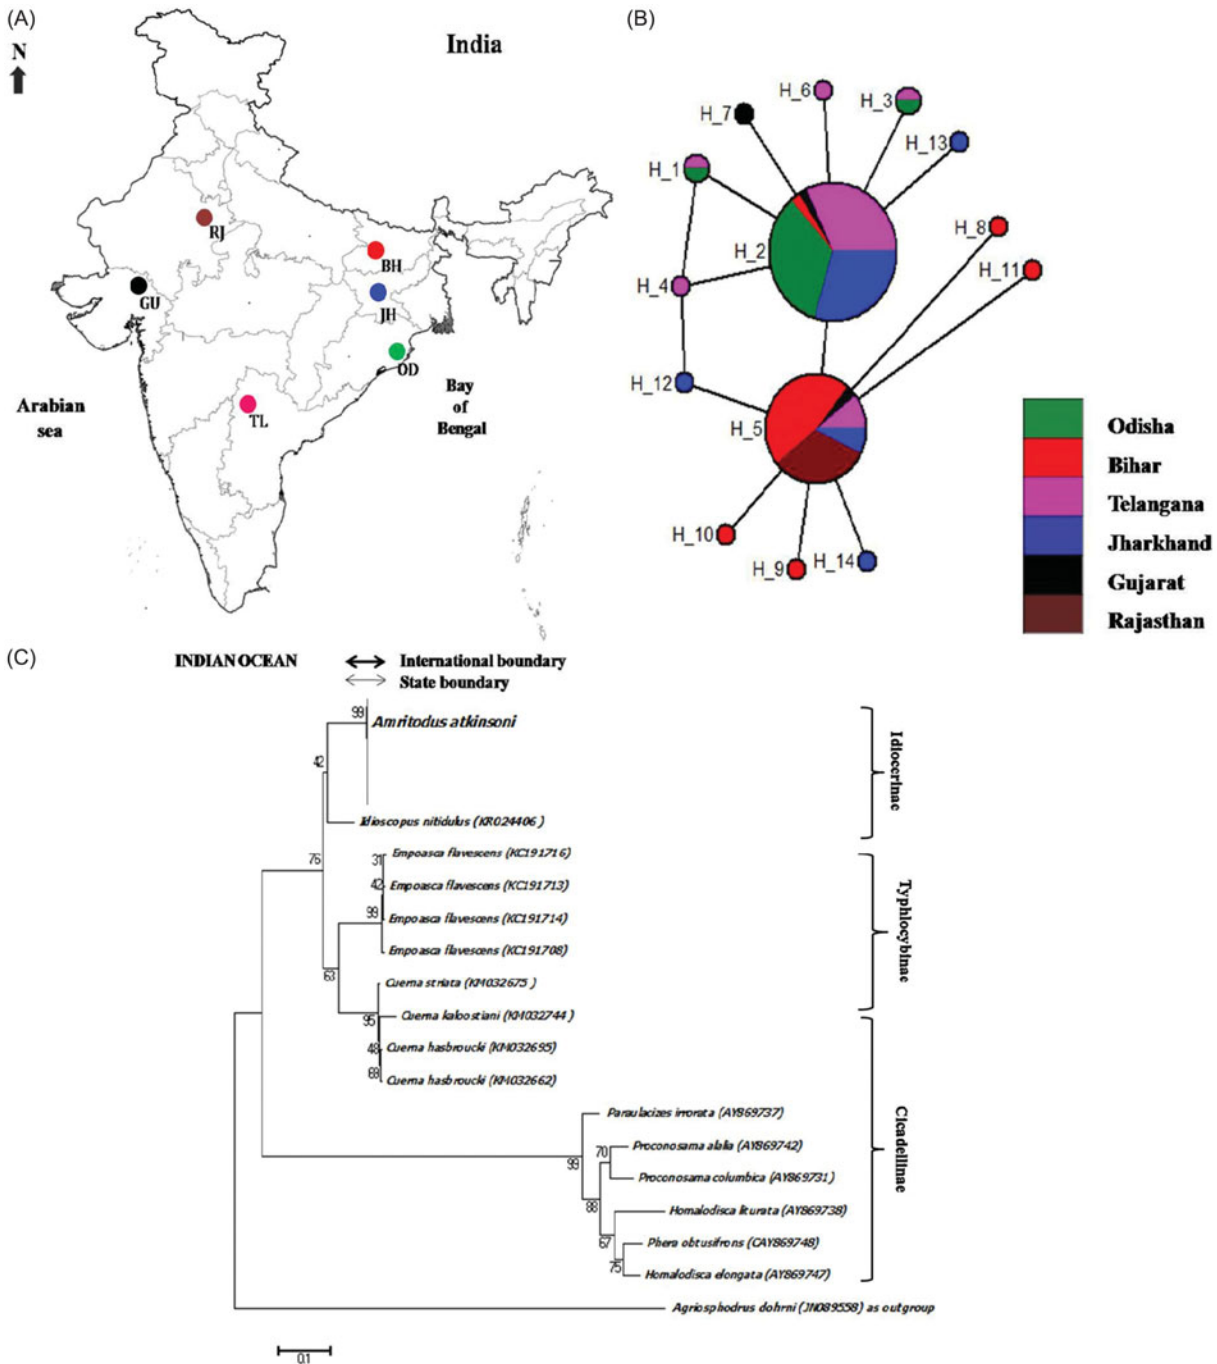 (A)
N
India
RJ
BH
GU
JH
OD
TL
Arabian
sea
Bay
of
Bengal
INDIAN OCEAN
International boundary
State boundary
(B)
H_6
H_3
H_7
H_13
H_1
H_8
H_2
H_11
H_4
H_12
H_5
H_10
H_9
H_14
Odisha
Bihar
Telangana
Jharkhand
Gujarat
Rajasthan
(C)
99
Amritodus atkinsoni
42
Idioscopus nitidulus (KR024406)
76
Empoasca flavescens (KC191716)
31
Empoasca flavescens (KC191713)
42
Empoasca flavescens (KC191714)
99
Empoasca flavescens (KC191708)
63
Cuerna striata (KM032675)
Cuerna kaloostiani (KM032744)
95
Cuerna hasbroucki (KM032695)
48
Cuerna hasbroucki (KM032662)
69
Paraulacizes irrorata (AY869737)
Proconosama alalia (AY869742)
70
Proconosama columbica (AY869731)
99
88
Homalodisca liturata (AY869738)
Phera obtusifrons (CAY869748)
67
Homalodisca elongata (AY869747)
75
Agriosphodrus dohrni (JN089558) as outgroup
0.1
Idiocerinae
Typhlocybinae
Cicadellinae